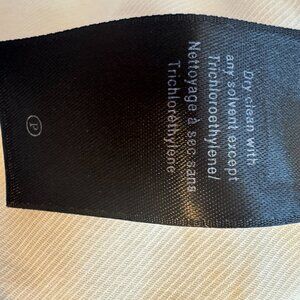 Dry clean with
any solvent except
Trichloroethylene/
Nettoyage à sec sans
Trichloréthylène
P